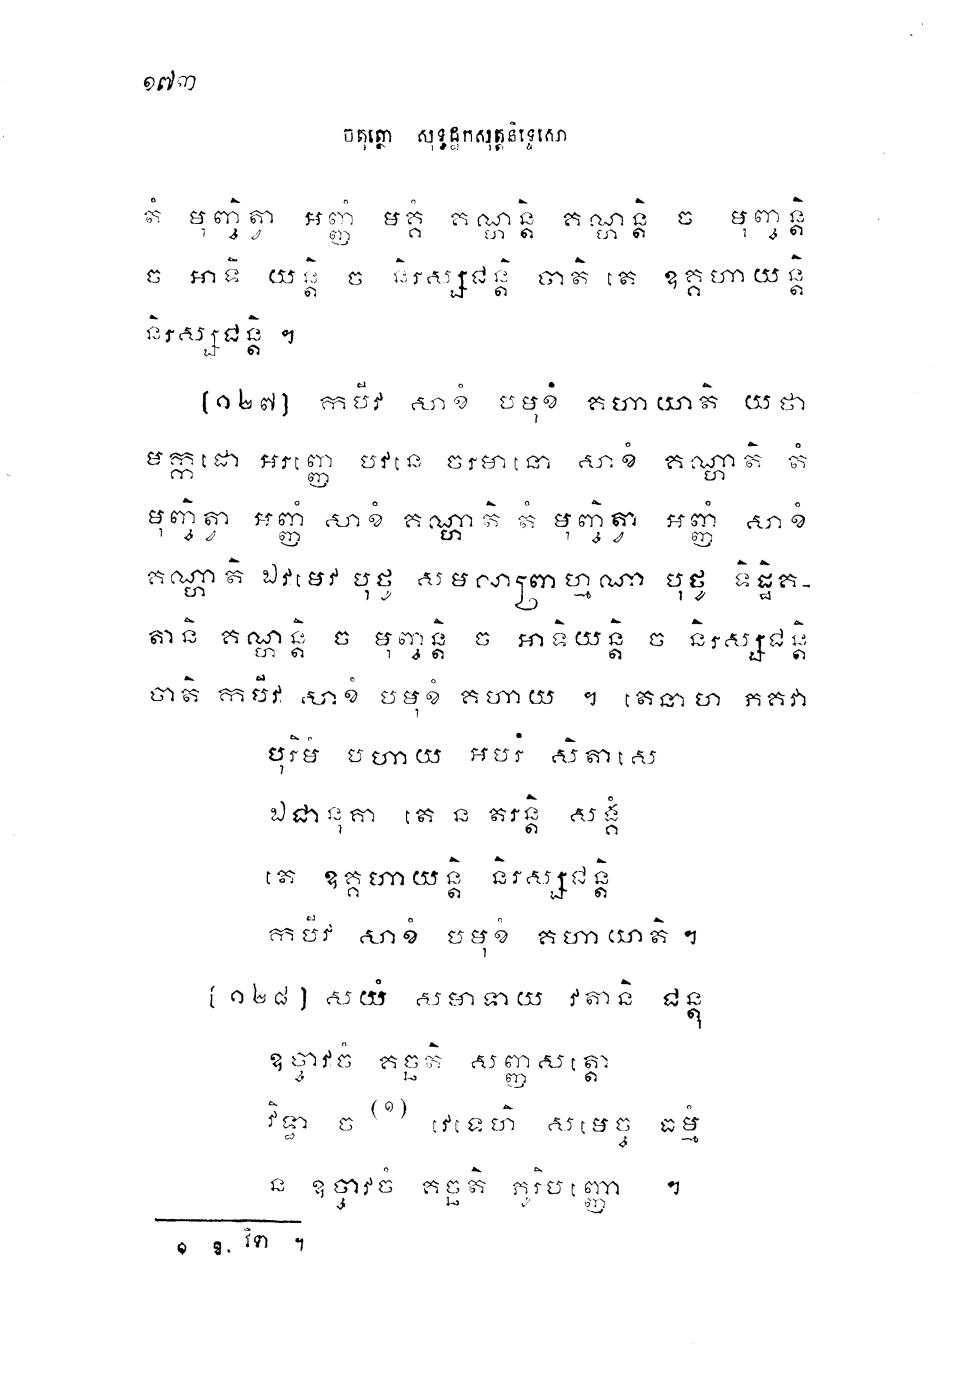 ១៧៣
ចតុត្ថោ សុទ្ធដ្ឋកសុត្តនិទ្ទេសោ
តំ មុញ្ចិត្វា អញ្ញំ មគ្គំ គណ្ហន្តិ គណ្ហន្តិ ច មុញ្ចន្តិ
ច អាទិយន្តិ ច និរស្សជន្តិ ចាតិ តេ ឧគ្គហាយន្តិ
និរស្សជន្តិ ។
[១២៧] កបីវ សាខំ បមុខំ គហាយាតិ យថា
មក្កដោ អរញ្ញេ បវនេ ចរមានោ សាខំ គណ្ហាតិ តំ
មុញ្ចិត្វា អញ្ញំ សាខំ គណ្ហាតិ តំ មុញ្ចិត្វា អញ្ញំ សាខំ
គណ្ហាតិ ឯវមេវ បុថូ សមណព្រាហ្មណា បុថូ ទិដ្ឋិគ-
តានិ គណ្ហន្តិ ច មុញ្ចន្តិ ច អាទិយន្តិ ច និរស្សជន្តិ
ចាតិ កបីវ សាខំ បមុខំ គហាយ ។ តេនាហ ភគវា
បុរិមំ បហាយ អបរំ សិតាសេ
ឯជានុគា តេ ន តរន្តិ សង្គំ
តេ ឧគ្គហាយន្តិ និរស្សជន្តិ
កបីវ សាខំ បមុខំ គហាយាតិ ។
[១២៨] សយំ សមាទាយ វតានិ ជន្តុ
ឧច្ចាវចំ គច្ឆតិ សញ្ញសត្តោ
វិទ្វា ច (១) វេទេហិ សមេច្ច ធម្មំ
ន ឧច្ចាវចំ គច្ឆតិ ភូរិបញ្ញោ ។
១ ឱ. វិទា ។